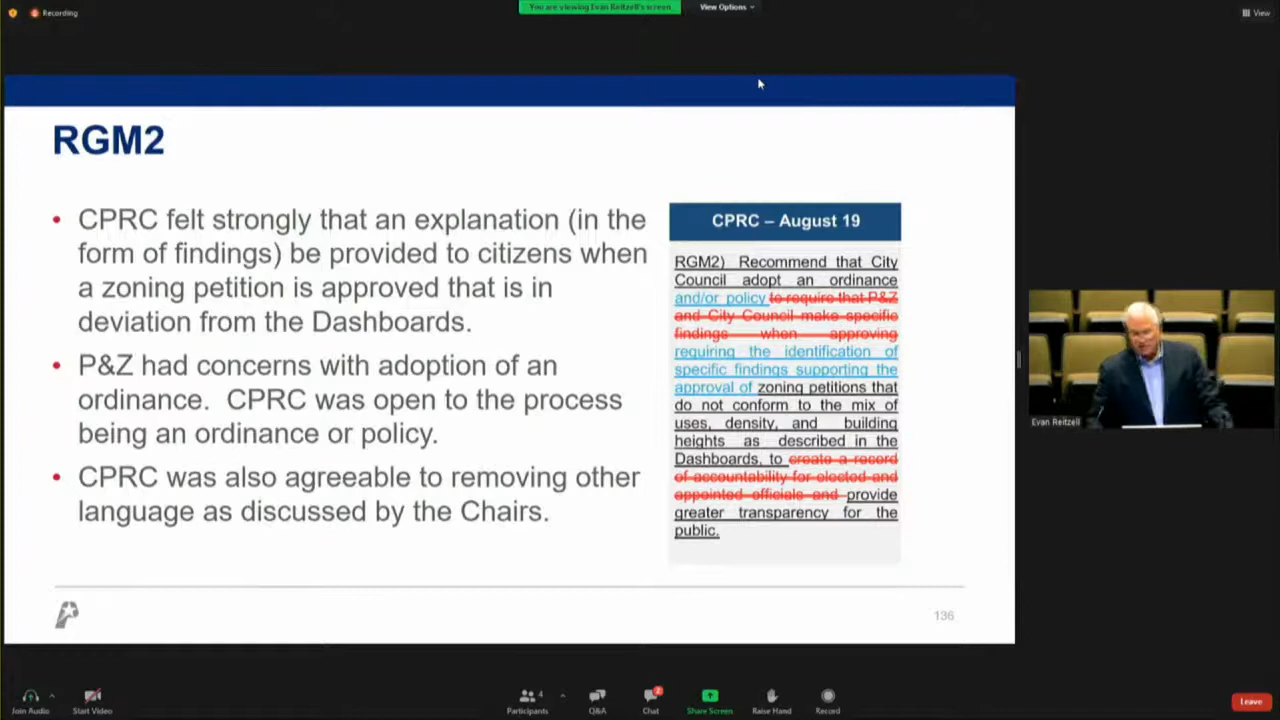 Recording
You are viewing Evan Reitzell's screen
View Options
View
RGM2
• CPRC felt strongly that an explanation (in the
form of findings) be provided to citizens when
a zoning petition is approved that is in
deviation from the Dashboards.
• P&Z had concerns with adoption of an
ordinance. CPRC was open to the process
being an ordinance or policy.
• CPRC was also agreeable to removing other
language as discussed by the Chairs.
CPRC – August 19
RGM2) Recommend that City
Council adopt an ordinance
and/or policy to require that P&Z
and City Council make specific
findings when approving
requiring the identification of
specific findings supporting the
approval of zoning petitions that
do not conform to the mix of
uses, density, and building
heights as described in the
Dashboards, to create a record
of accountability for elected and
appointed officials and provide
greater transparency for the
public.
136
Evan Reitzell
Join Audio
Start Video
4
Participants
Q&A
2
Chat
Share Screen
Raise Hand
Record
Leave